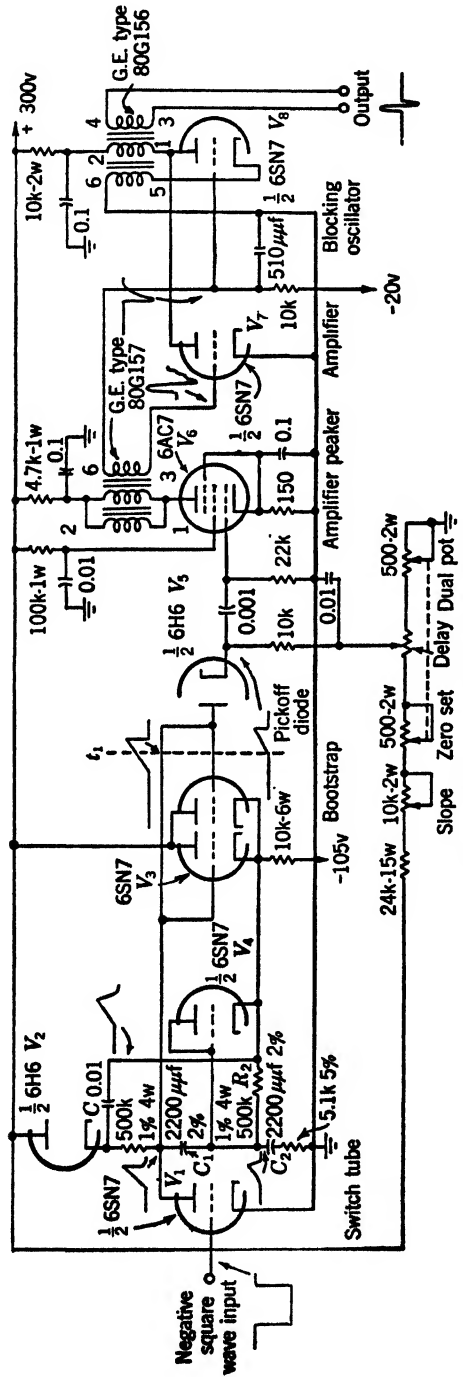 + 300v
10k-2w
0.1
G.E. type
80G156
4
3
2
1
6
5
V8
1/2 6SN7
Output
Blocking
oscillator
510 μμf
10k
-20v
G.E. type
80G157
V7
1/2 6SN7
Amplifier
4.7k-1w
0.1
6
2
3
1
6AC7
V6
0.1
150
Amplifier peaker
100k-1w
0.01
22k
0.001
10k
0.01
1/2 6H6 V5
Pickoff
diode
t1
6SN7
V3
10k-6w
Bootstrap
-105v
1/2 6SN7
V4
1/2 6H6 V2
C 0.01
500k
1% 4w
2200 μμf
2%
C1
1% 4w
500k R2
2200 μμf 2%
C2
5.1k 5%
V1
1/2 6SN7
Switch tube
Negative
square
wave input
24k-15w
10k-2w
Slope
500-2w
Zero set
Delay
Dual pot
500-2w